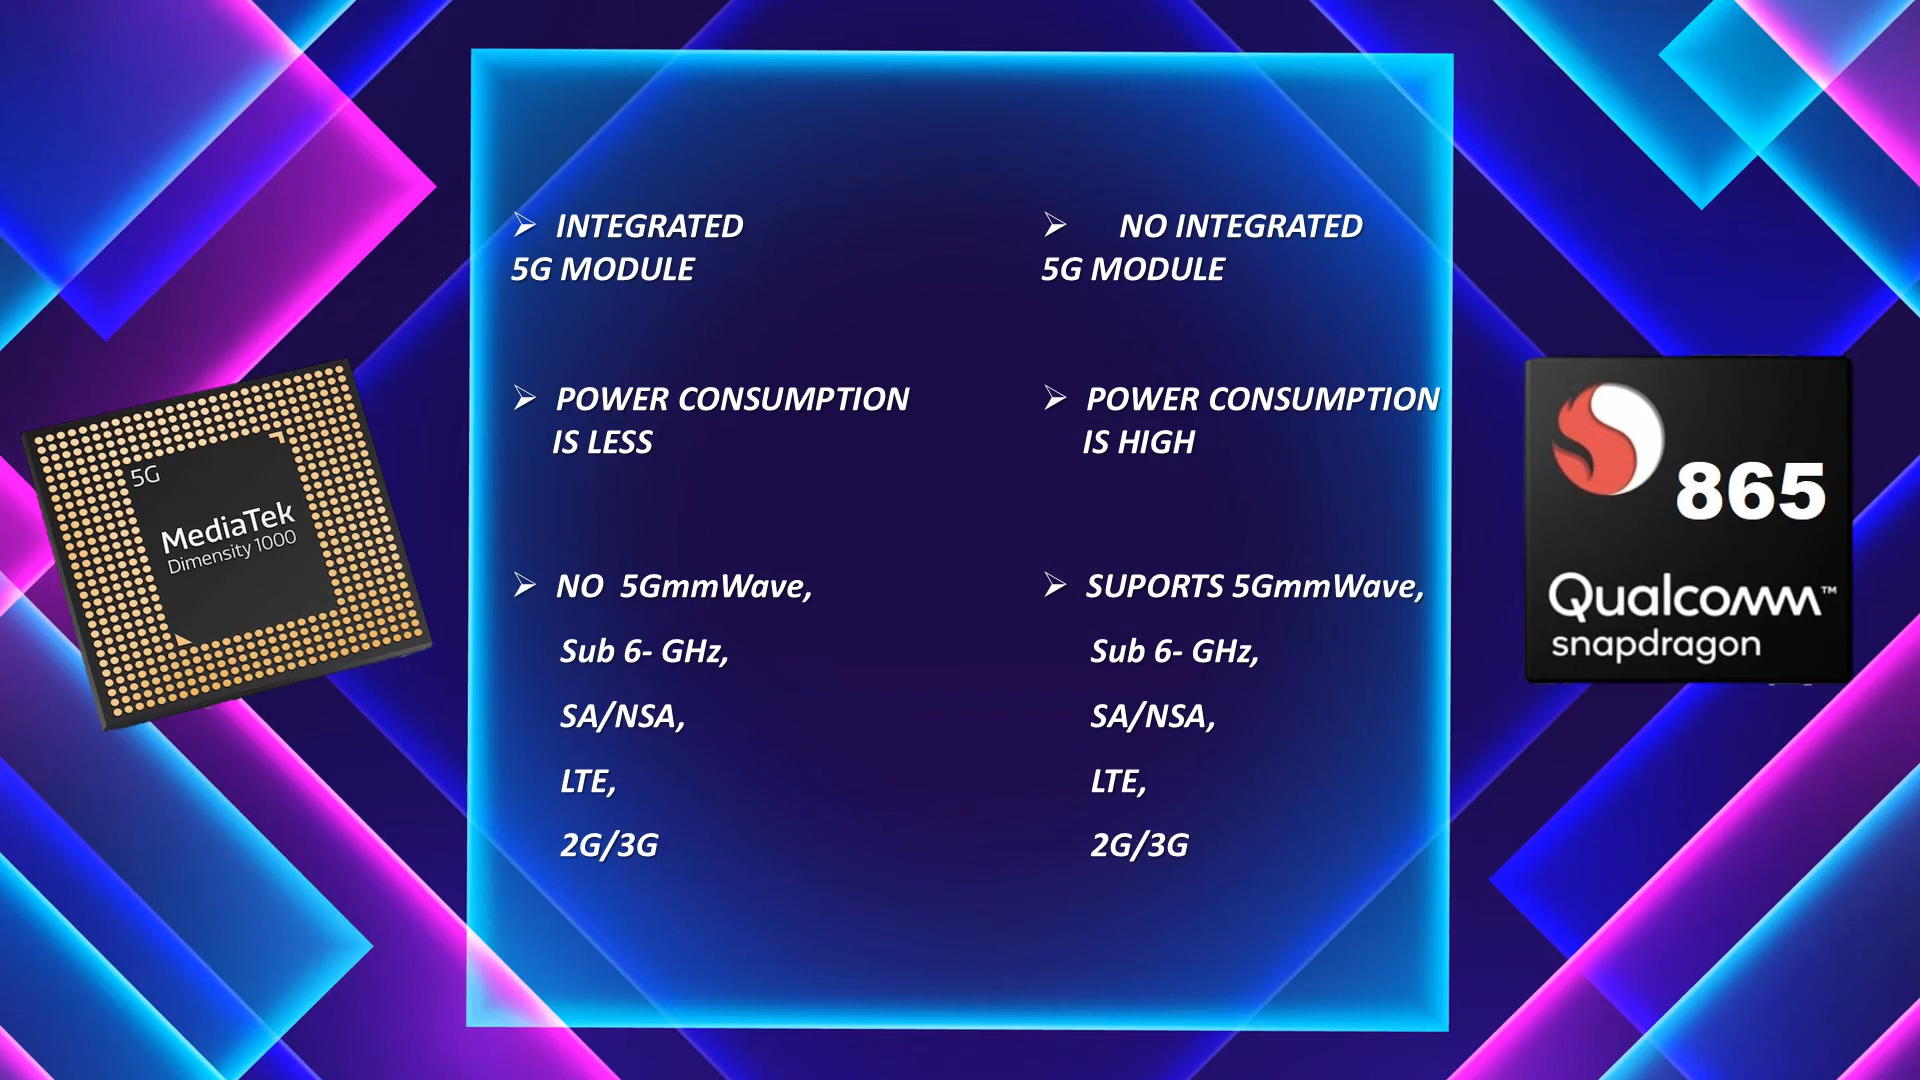 INTEGRATED
5G MODULE
POWER CONSUMPTION
IS LESS
NO 5GmmWave,
Sub 6- GHz,
SA/NSA,
LTE,
2G/3G
NO INTEGRATED
5G MODULE
POWER CONSUMPTION
IS HIGH
SUPORTS 5GmmWave,
Sub 6- GHz,
SA/NSA,
LTE,
2G/3G
5G
MediaTek
Dimensity 1000
865
Qualcomm™
snapdragon